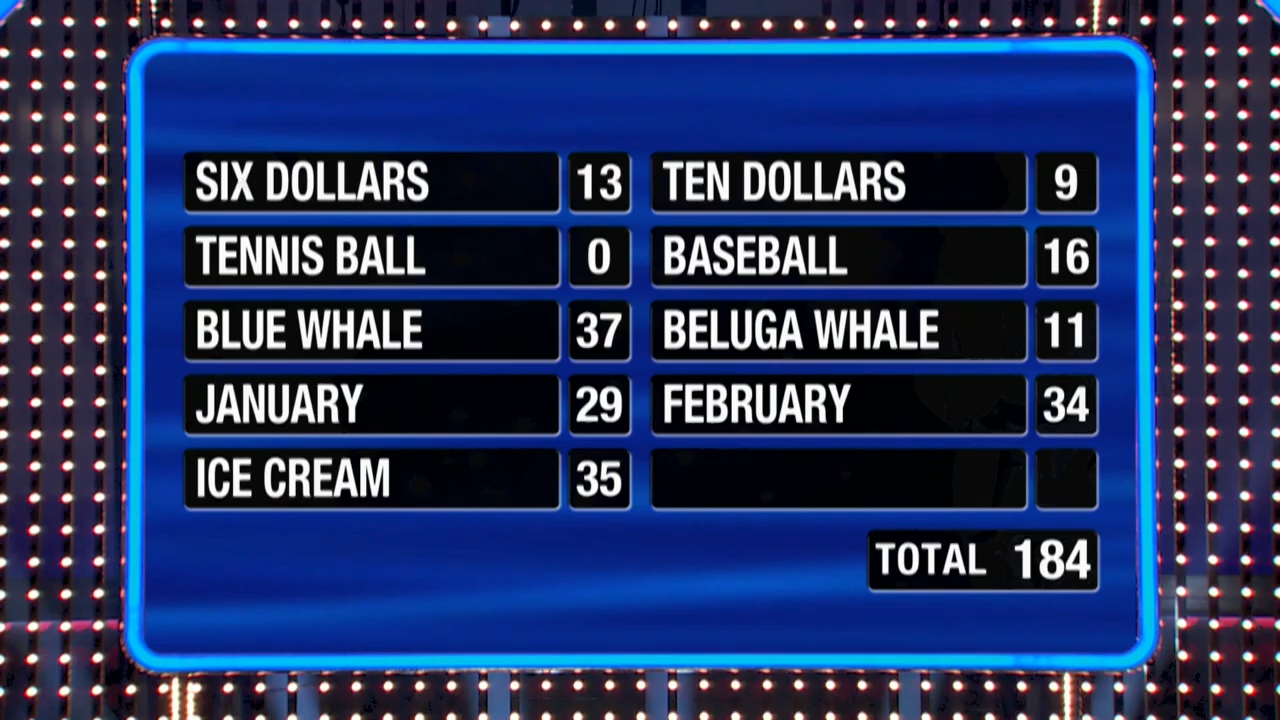 SIX DOLLARS 13 TEN DOLLARS 9
TENNIS BALL 0 BASEBALL 16
BLUE WHALE 37 BELUGA WHALE 11
JANUARY 29 FEBRUARY 34
ICE CREAM 35
TOTAL 184